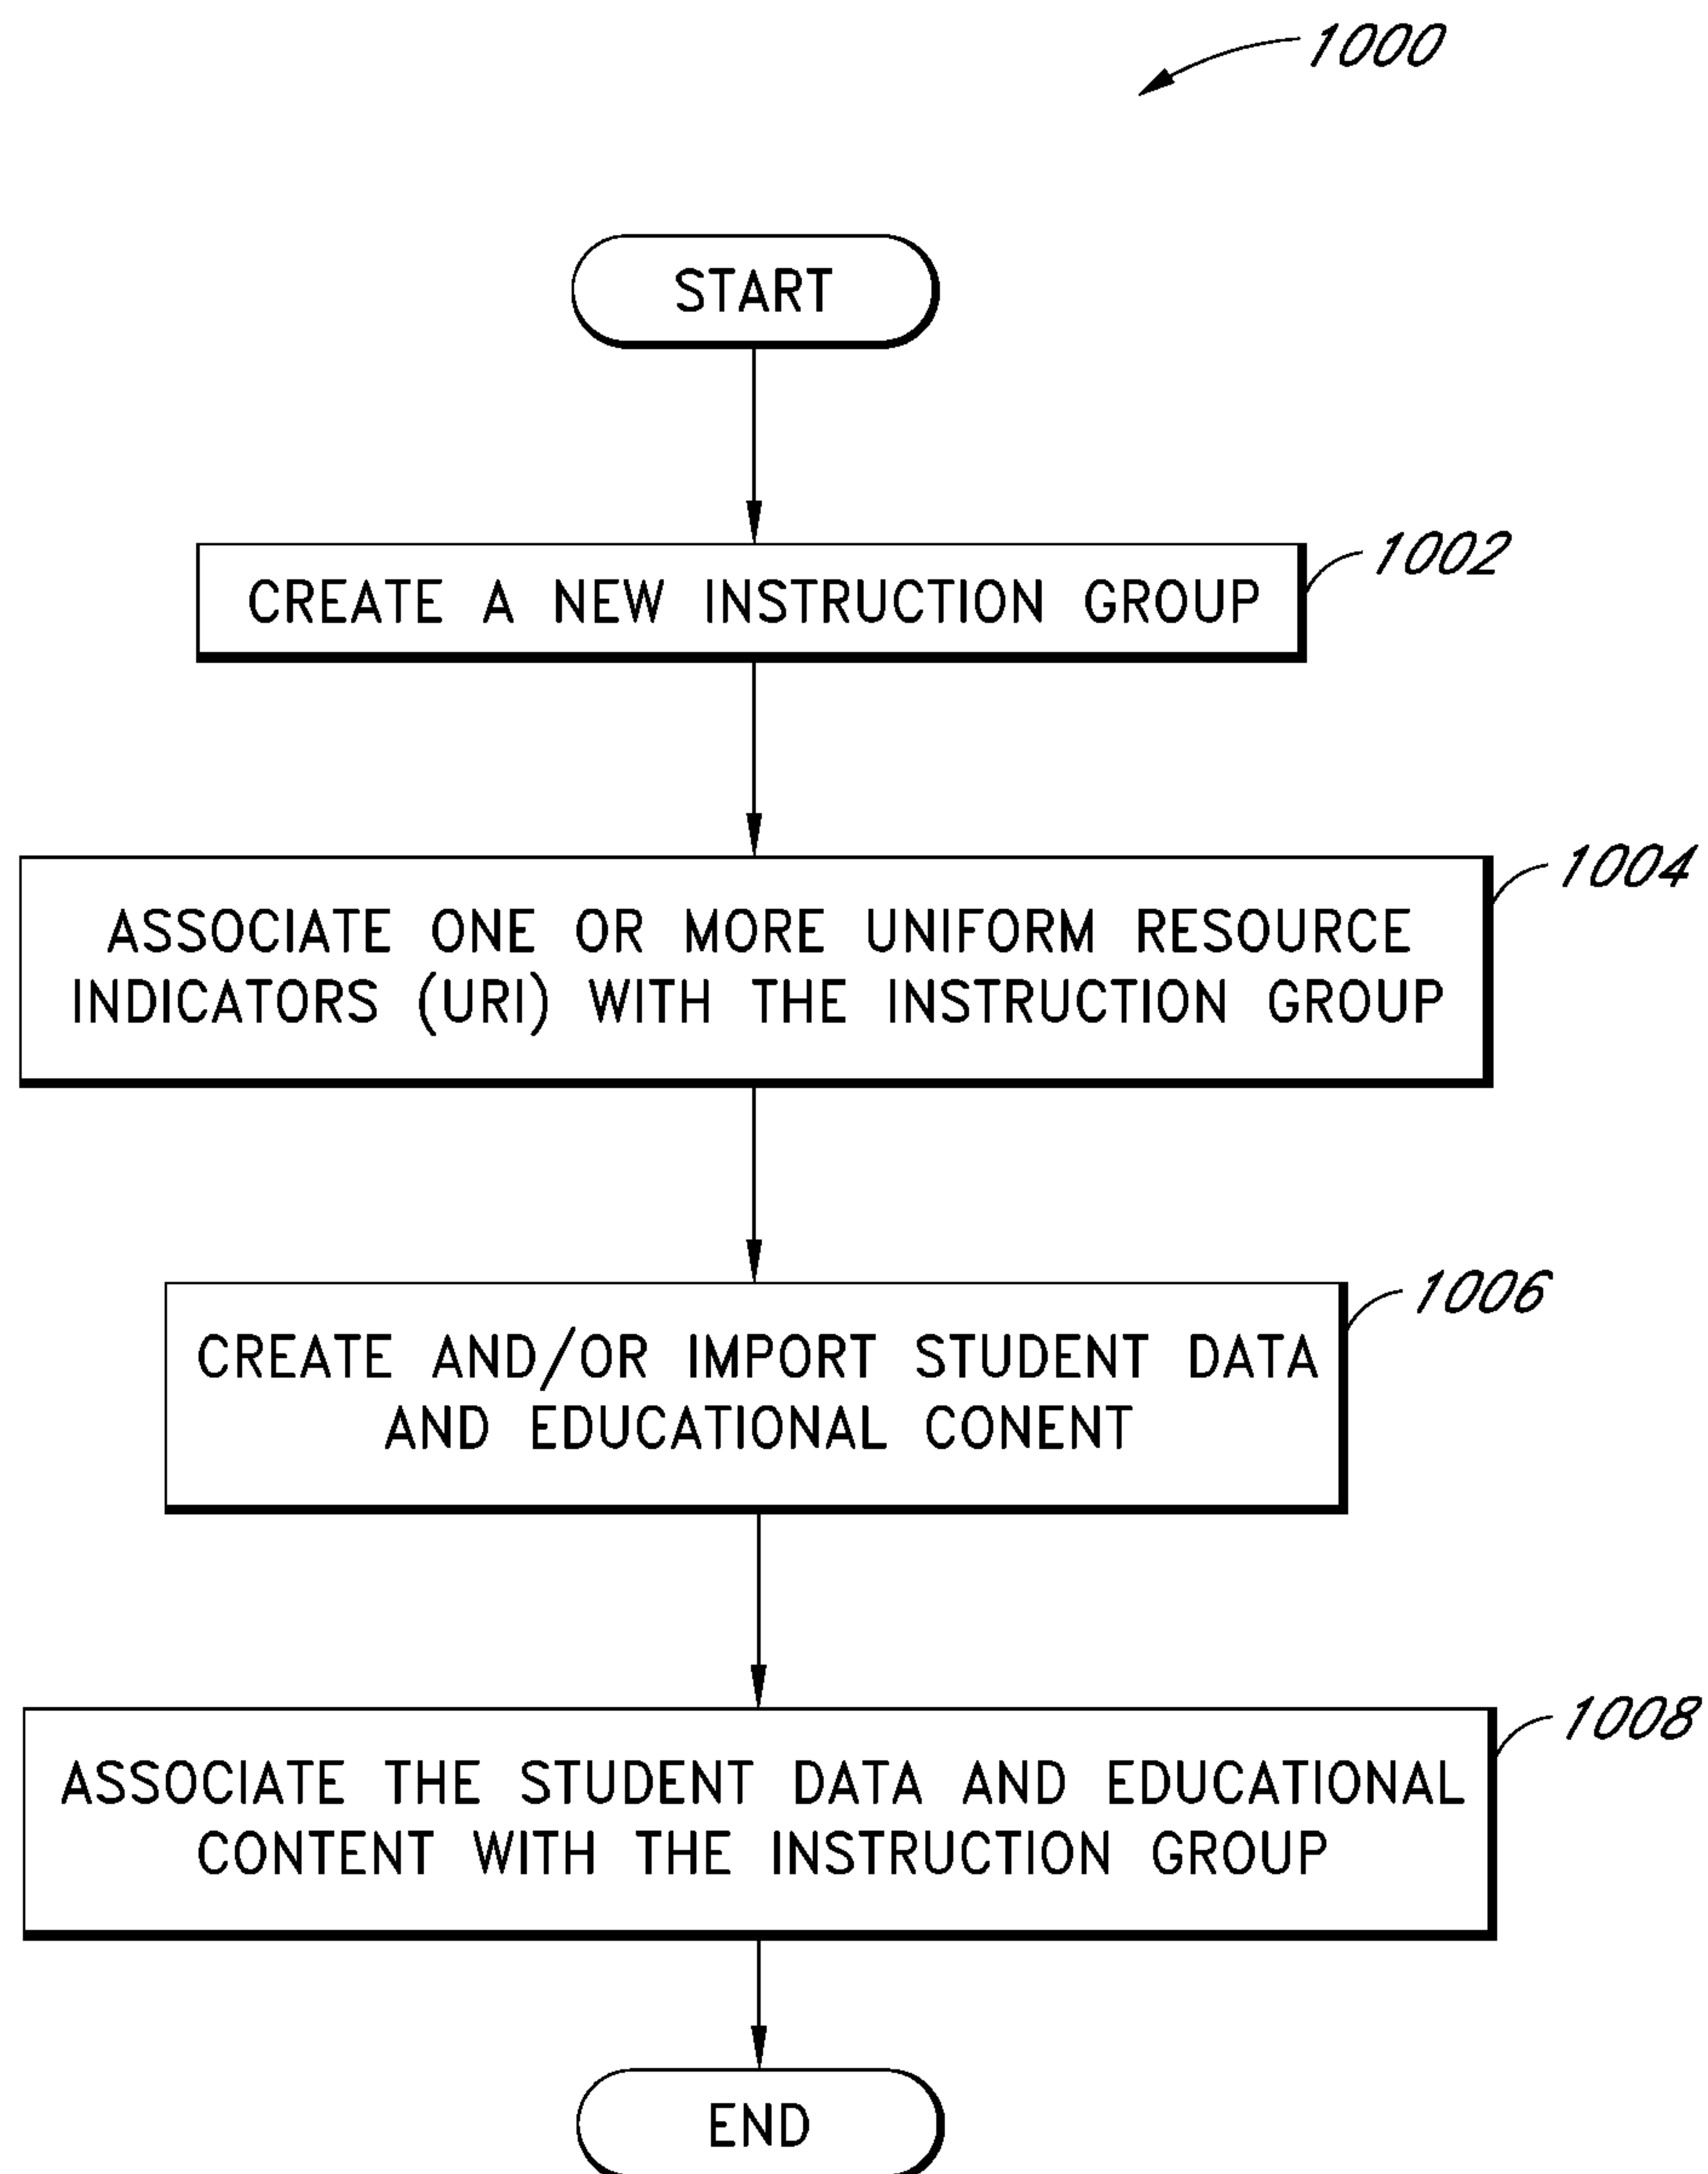 1000
START
CREATE A NEW INSTRUCTION GROUP
1002
ASSOCIATE ONE OR MORE UNIFORM RESOURCE
INDICATORS (URI) WITH THE INSTRUCTION GROUP
1004
CREATE AND/OR IMPORT STUDENT DATA
AND EDUCATIONAL CONENT
1006
ASSOCIATE THE STUDENT DATA AND EDUCATIONAL
CONTENT WITH THE INSTRUCTION GROUP
1008
END